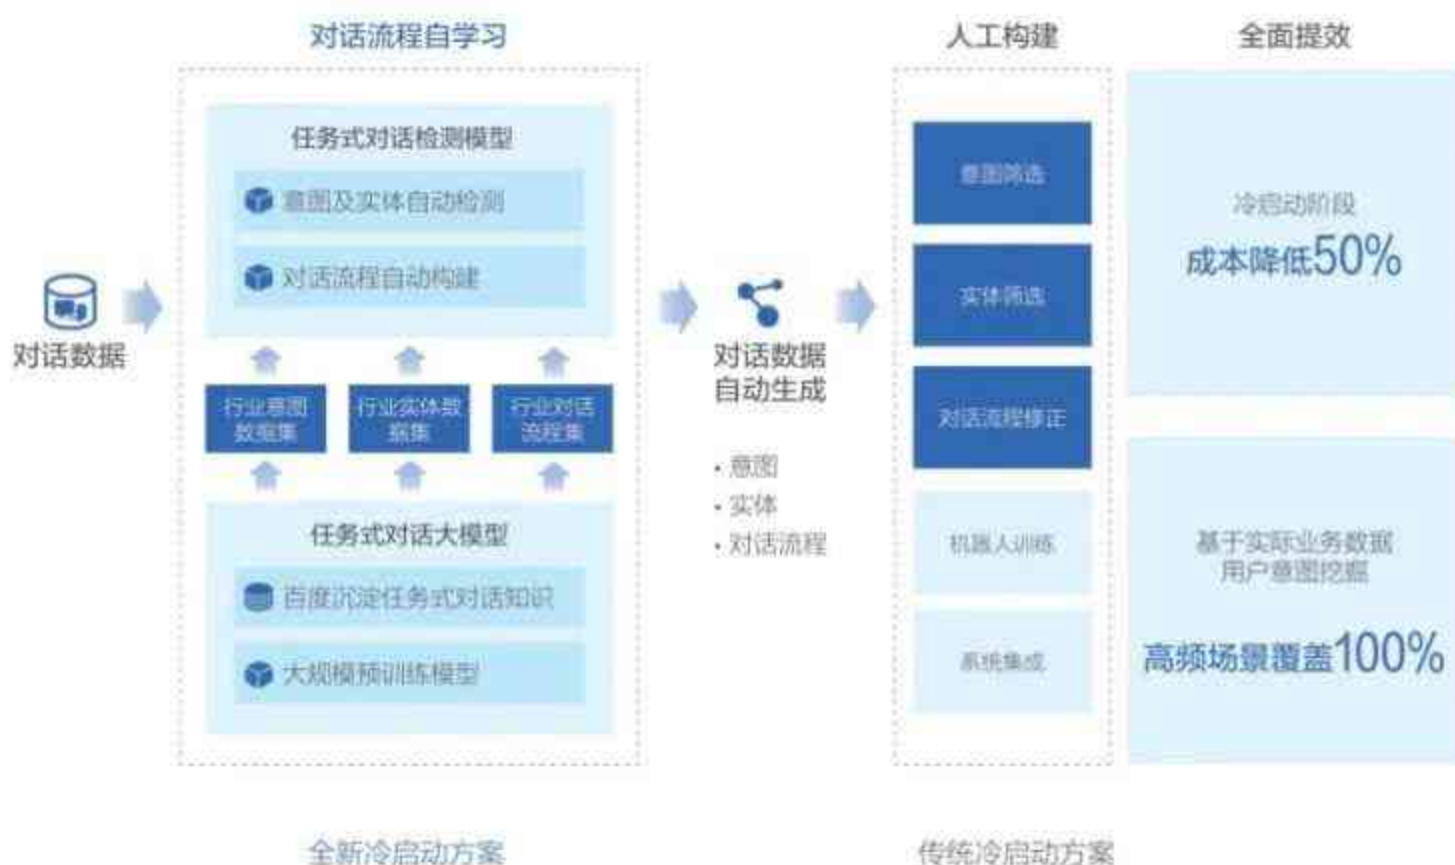 对话流程自学习
人工构建
全面提效
任务式对话检测模型
意图及实体自动检测
对话流程自动构建
对话数据
行业意图
数据集
行业实体数
据集
行业对话
流程集
任务式对话大模型
百度沉淀任务式对话知识
大规模预训练模型
对话数据
自动生成
• 意图
• 实体
• 对话流程
意图筛选
实体筛选
对话流程修正
机器人训练
系统集成
冷启动阶段
成本降低50%
基于实际业务数据
用户意图挖掘
高频场景覆盖100%
全新冷启动方案
传统冷启动方案